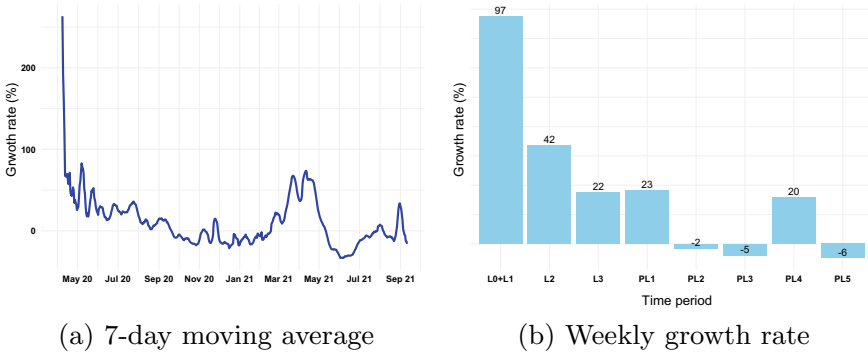 Grwoth rate (%)
200
100
0
May 20 Jul 20 Sep 20 Nov 20 Jan 21 Mar 21 May 21 Jul 21 Sep 21
(a) 7-day moving average
Growth rate (%)
97
42
22
23
-2
-5
20
-6
L0+L1 L2 L3 PL1 PL2 PL3 PL4 PL5
Time period
(b) Weekly growth rate